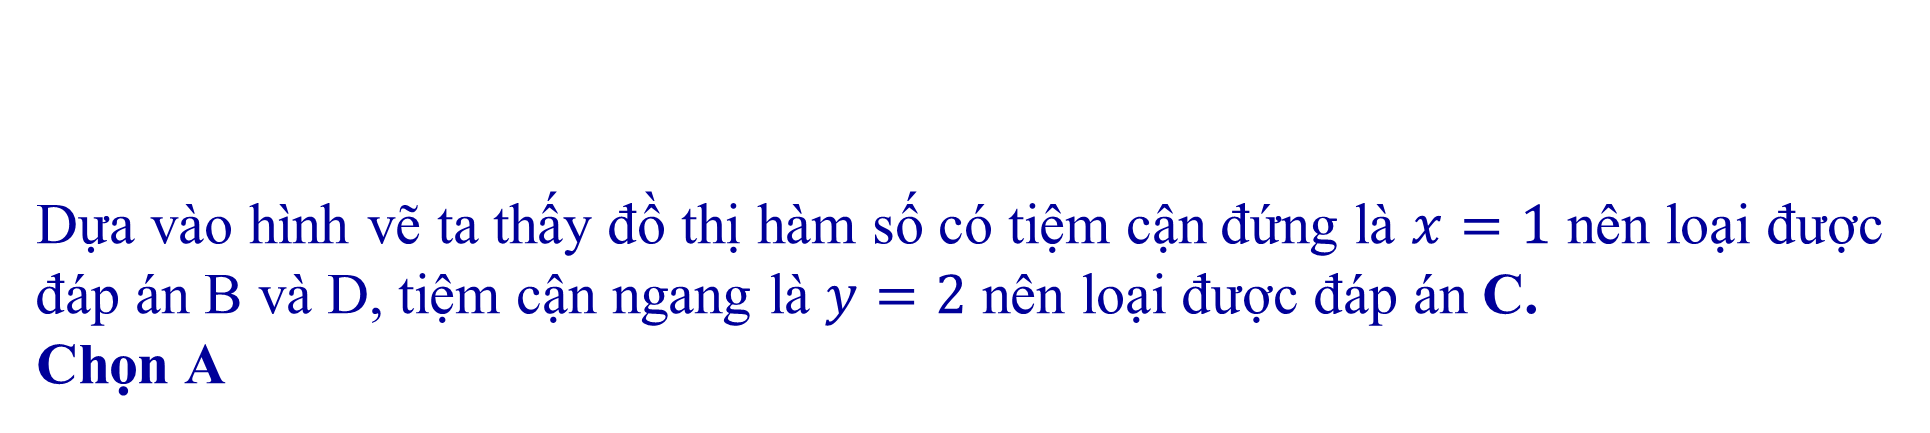 Dựa vào hình vẽ ta thấy đồ thị hàm số có tiệm cận đứng là x = 1 nên loại được
đáp án B và D, tiệm cận ngang là y = 2 nên loại được đáp án C.
Chọn A